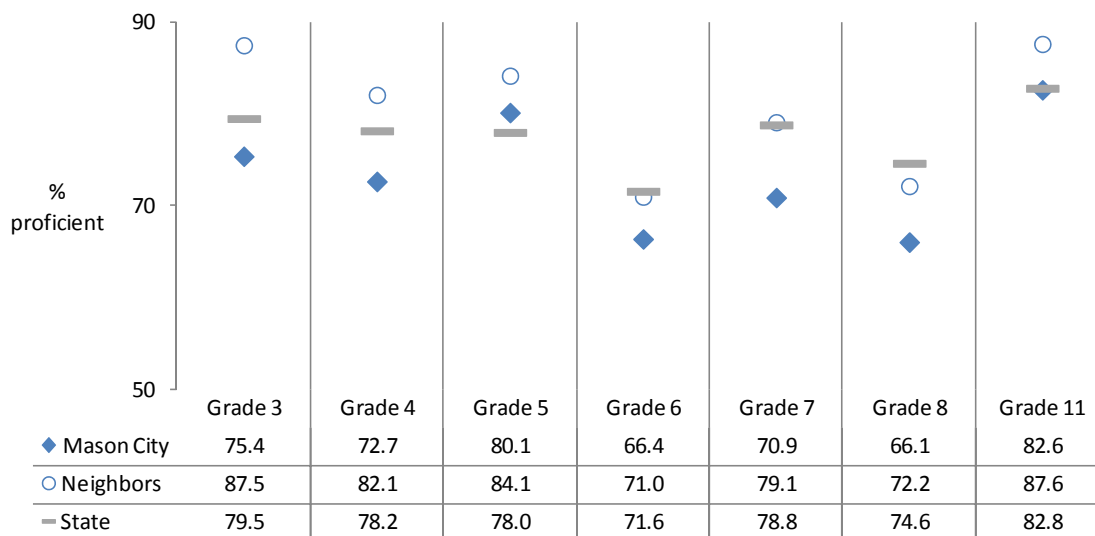 90
70
50
%
proficient
Grade 3 Grade 4 Grade 5 Grade 6 Grade 7 Grade 8 Grade 11
Mason City 75.4 72.7 80.1 66.4 70.9 66.1 82.6
Neighbors 87.5 82.1 84.1 71.0 79.1 72.2 87.6
State 79.5 78.2 78.0 71.6 78.8 74.6 82.8